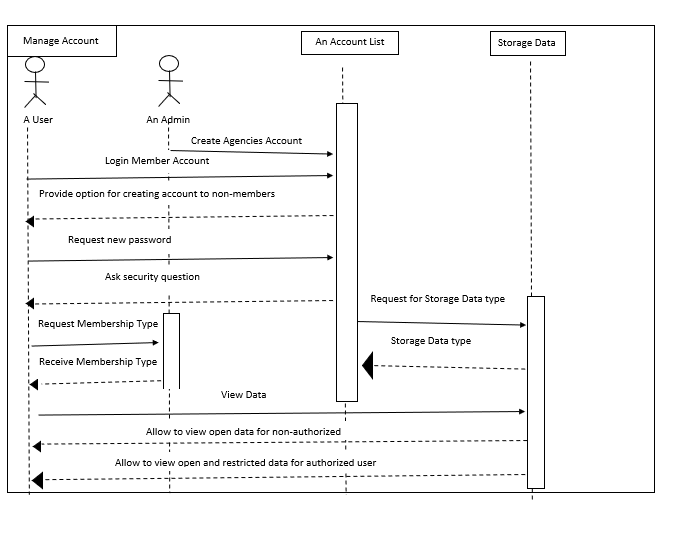 Manage Account
An Account List
Storage Data
A User
An Admin
Create Agencies Account
Login Member Account
Provide option for creating account to non-members
Request new password
Ask security question
Request for Storage Data type
Request Membership Type
Storage Data type
Receive Membership Type
View Data
Allow to view open data for non-authorized
Allow to view open and restricted data for authorized user